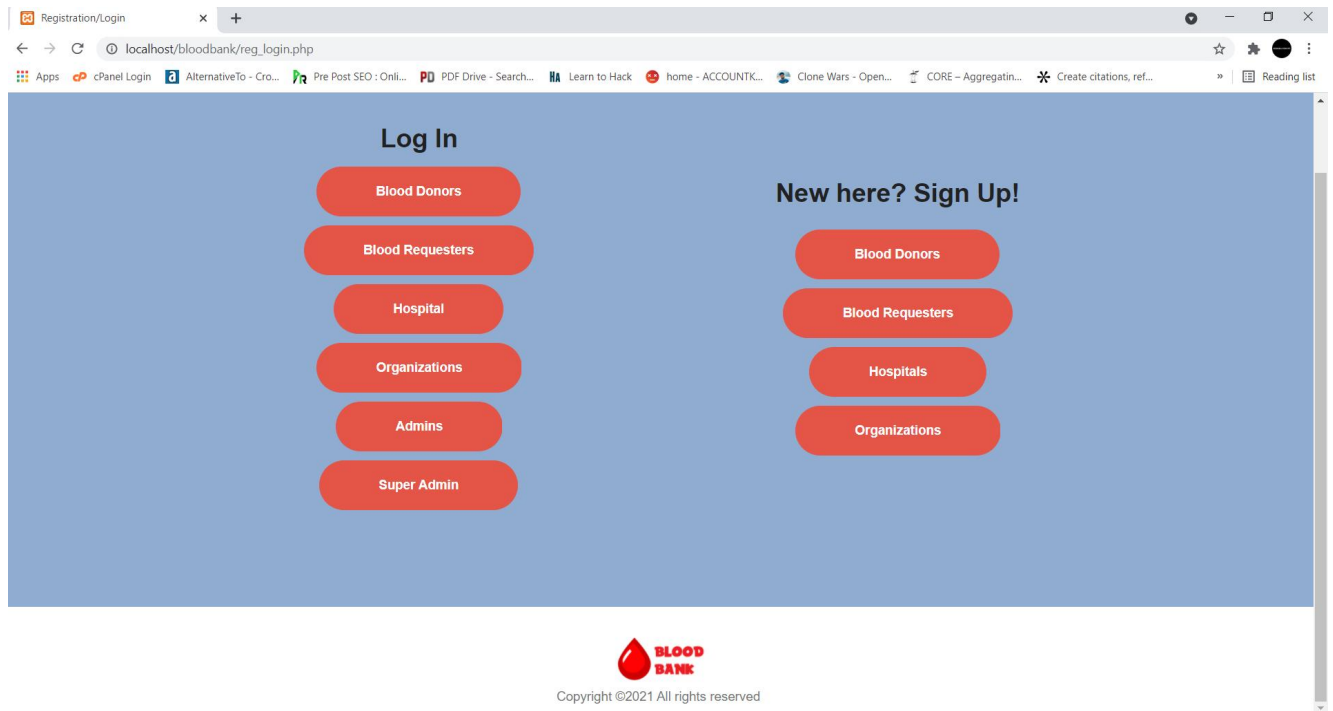 Registration/Login
localhost/bloodbank/reg_login.php
Apps cPanel Login AlternativeTo - Cro... Pre Post SEO : Onli... PDF Drive - Search... Learn to Hack home - ACCOUNTK... Clone Wars - Open... CORE – Aggregatin... Create citations, ref... » Reading list
Log In
Blood Donors
Blood Requesters
Hospital
Organizations
Admins
Super Admin
New here? Sign Up!
Blood Donors
Blood Requesters
Hospitals
Organizations
BLOOD
BANK
Copyright ©2021 All rights reserved